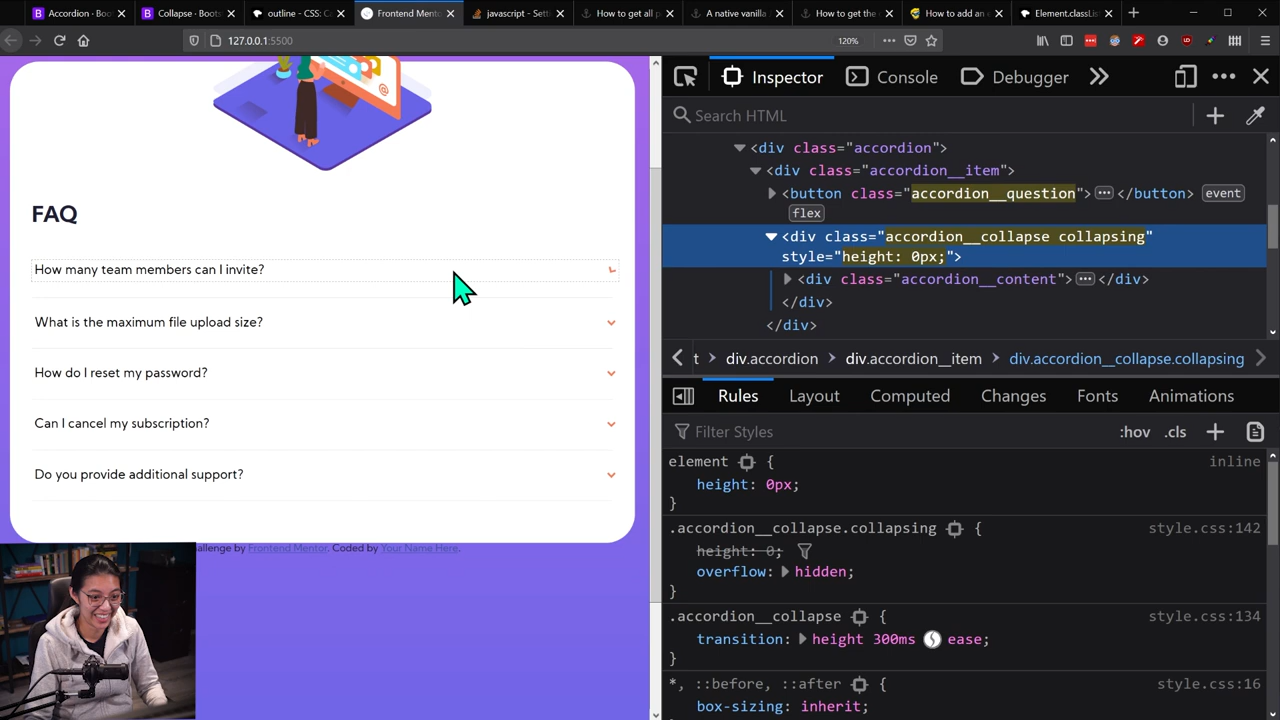 Accordion · Boots
Collapse · Boots
outline - CSS: Ca
Frontend Mento
javascript - Sett
How to get all p
A native vanilla
How to get the c
How to add an e
Element.classLis
127.0.0.1:5500
120%
Inspector
Console
Debugger
Search HTML
<div class="accordion">
<div class="accordion__item">
<button class="accordion__question"> </button> event
flex
<div class="accordion__collapse collapsing"
style="height: 0px;">
<div class="accordion__content"> </div>
</div>
</div>
t > div.accordion > div.accordion__item > div.accordion__collapse.collapsing
Rules
Layout
Computed
Changes
Fonts
Animations
Filter Styles
:hov .cls
element { inline
height: 0px;
}
.accordion__collapse.collapsing { style.css:142
height: 0;
overflow: hidden;
}
.accordion__collapse { style.css:134
transition: height 300ms ease;
}
*, ::before, ::after { style.css:16
box-sizing: inherit;
FAQ
How many team members can I invite?
What is the maximum file upload size?
How do I reset my password?
Can I cancel my subscription?
Do you provide additional support?
allenge by Frontend Mentor. Coded by Your Name Here.